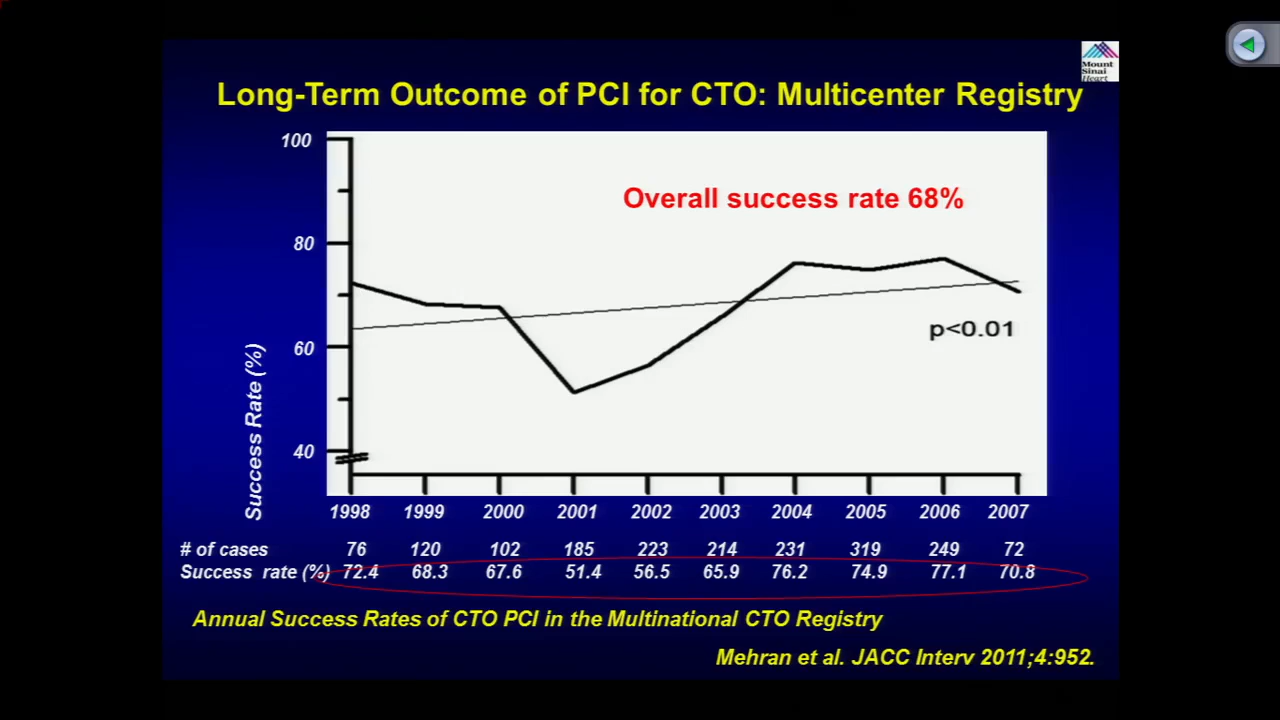 Mount
Sinai
Heart
Long-Term Outcome of PCI for CTO: Multicenter Registry
100
80
60
40
Success Rate (%)
Overall success rate 68%
p<0.01
1998 1999 2000 2001 2002 2003 2004 2005 2006 2007
# of cases 76 120 102 185 223 214 231 319 249 72
Success rate (%) 72.4 68.3 67.6 51.4 56.5 65.9 76.2 74.9 77.1 70.8
Annual Success Rates of CTO PCI in the Multinational CTO Registry
Mehran et al. JACC Interv 2011;4:952.